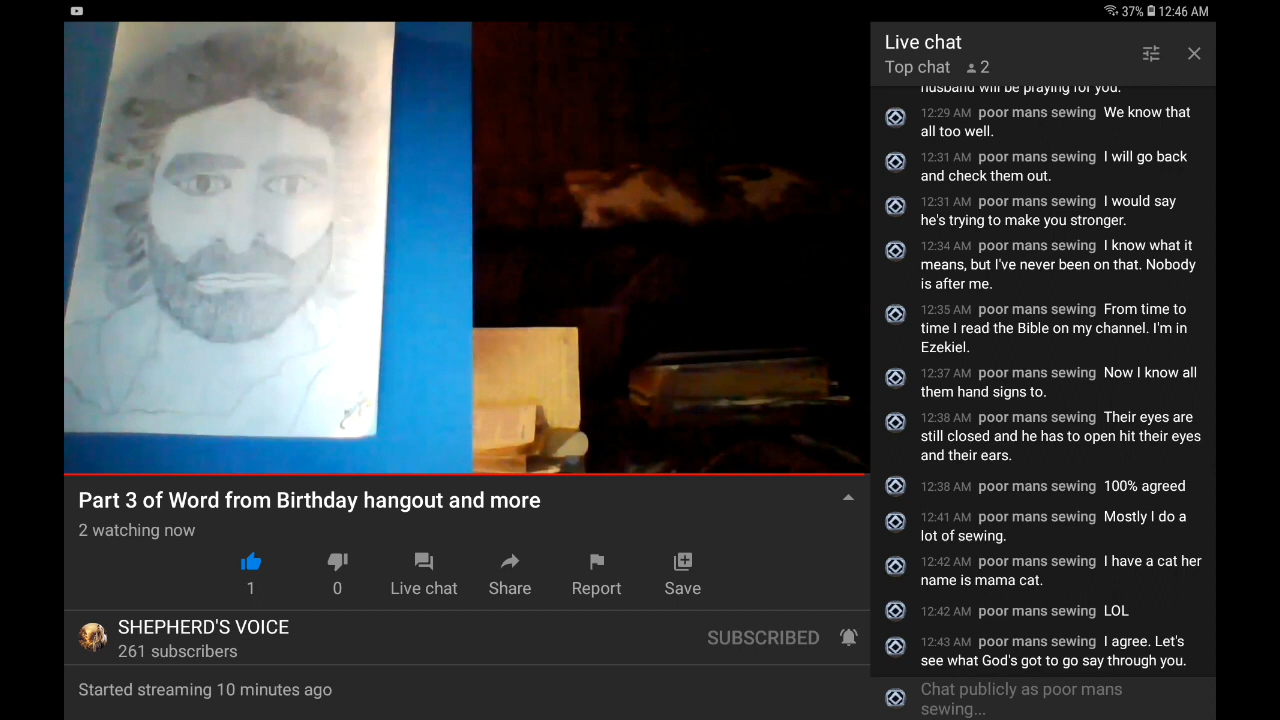 37% 12:46 AM
Live chat
Top chat 2
husband will be praying for you.
12:29 AM poor mans sewing We know that
all too well.
12:31 AM poor mans sewing I will go back
and check them out.
12:31 AM poor mans sewing I would say
he's trying to make you stronger.
12:34 AM poor mans sewing I know what it
means, but I've never been on that. Nobody
is after me.
12:35 AM poor mans sewing From time to
time I read the Bible on my channel. I'm in
Ezekiel.
12:37 AM poor mans sewing Now I know all
them hand signs to.
12:38 AM poor mans sewing Their eyes are
still closed and he has to open hit their eyes
and their ears.
12:38 AM poor mans sewing 100% agreed
12:41 AM poor mans sewing Mostly I do a
lot of sewing.
12:42 AM poor mans sewing I have a cat her
name is mama cat.
12:42 AM poor mans sewing LOL
12:43 AM poor mans sewing I agree. Let's
see what God's got to go say through you.
Chat publicly as poor mans
sewing...
Part 3 of Word from Birthday hangout and more
2 watching now
1 0 Live chat Share Report Save
SHEPHERD'S VOICE
261 subscribers
SUBSCRIBED
Started streaming 10 minutes ago